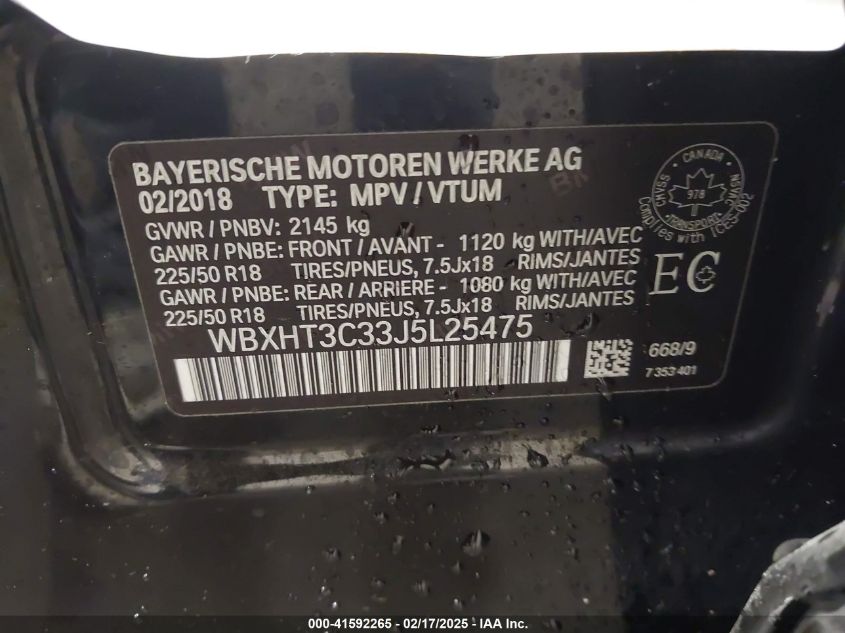 BAYERISCHE MOTOREN WERKE AG
02/2018 TYPE: MPV / VTUM
GVWR / PNBV: 2145 kg
GAWR / PNBE: FRONT / AVANT - 1120 kg WITH/AVEC
225/50 R18 TIRES/PNEUS, 7.5Jx18 RIMS/JANTES
GAWR / PNBE: REAR / ARRIERE - 1080 kg WITH/AVEC
225/50 R18 TIRES/PNEUS, 7.5Jx18 RIMS/JANTES
WBXHT3C33J5L25475
CANADA
CMVSS
NSVAC
978
TRANSPORT
Complies with ICES-002
EC
668/9
7 353 401
000-41592265 - 02/17/2025 - IAA Inc.